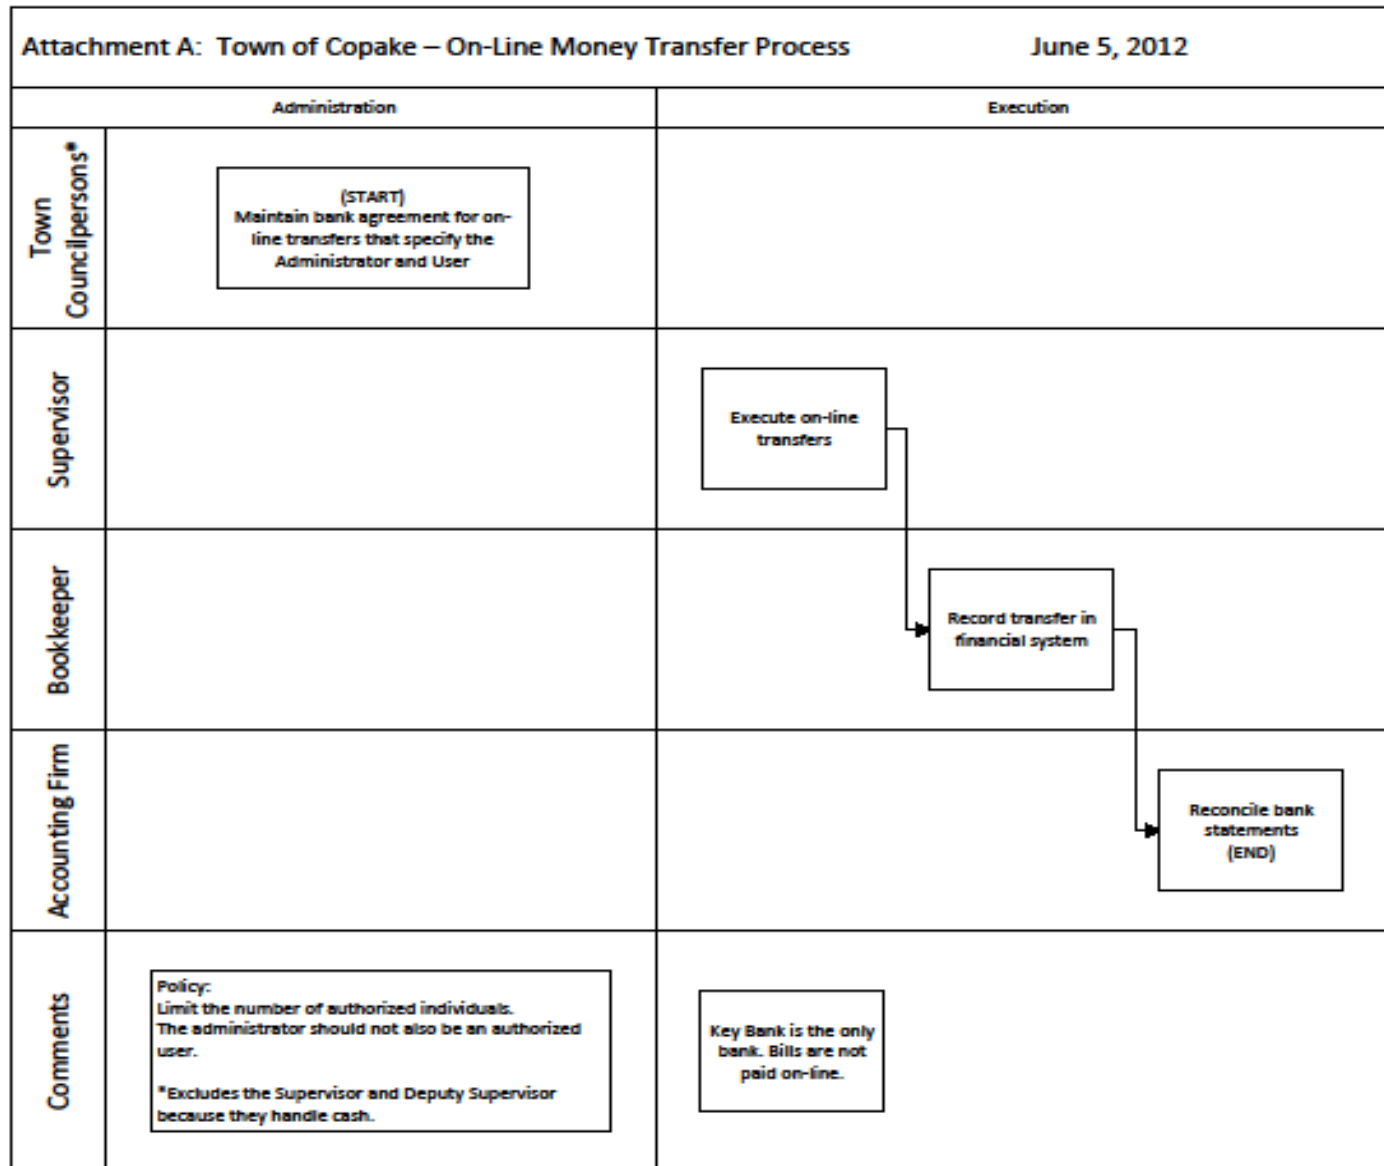 Attachment A: Town of Copake – On-Line Money Transfer Process June 5, 2012
Administration
Execution
Town
Councilpersons*
(START)
Maintain bank agreement for on-
line transfers that specify the
Administrator and User
Supervisor
Execute on-line
transfers
Bookkeeper
Record transfer in
financial system
Accounting Firm
Reconcile bank
statements
(END)
Comments
Policy:
Limit the number of authorized individuals.
The administrator should not also be an authorized
user.
*Excludes the Supervisor and Deputy Supervisor
because they handle cash.
Key Bank is the only
bank. Bills are not
paid on-line.